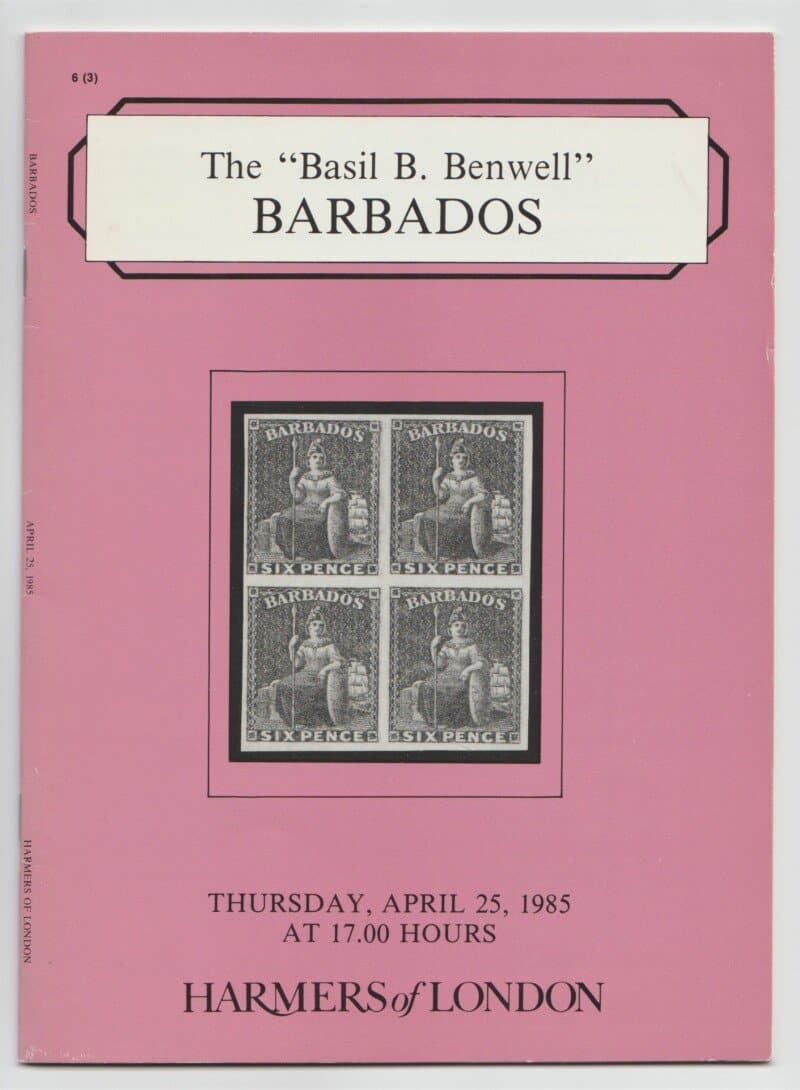 6 (3)
The “Basil B. Benwell”
BARBADOS
BARBADOS
APRIL 25, 1985
HARMERS OF LONDON
BARBADOS BARBADOS
SIX PENCE SIX PENCE
BARBADOS BARBADOS
SIX PENCE SIX PENCE
THURSDAY, APRIL 25, 1985
AT 17.00 HOURS
HARMERS of LONDON